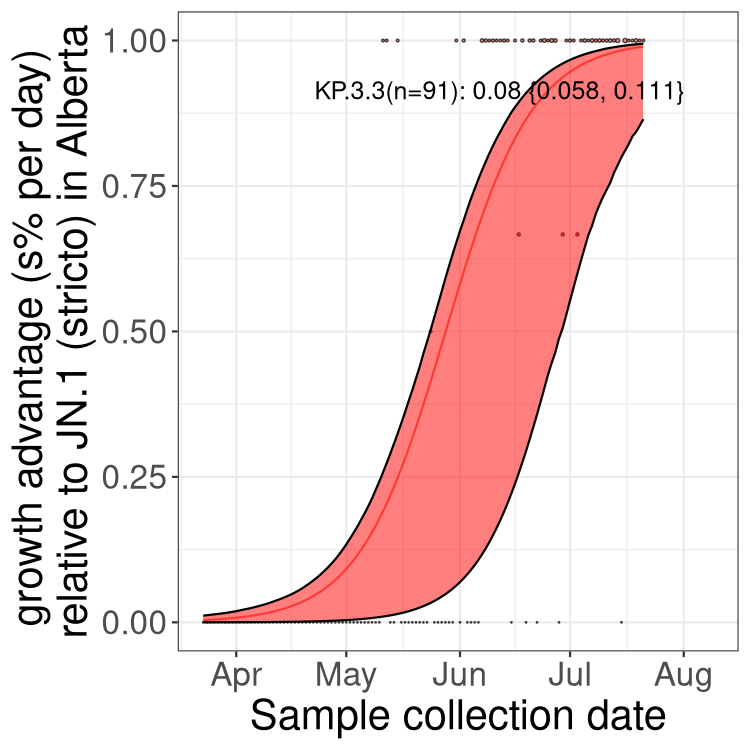 growth advantage (s% per day)
relative to JN.1 (stricto) in Alberta
1.00
0.75
0.50
0.25
0.00
KP.3.3(n=91): 0.08 {0.058, 0.111}
Apr May Jun Jul Aug
Sample collection date